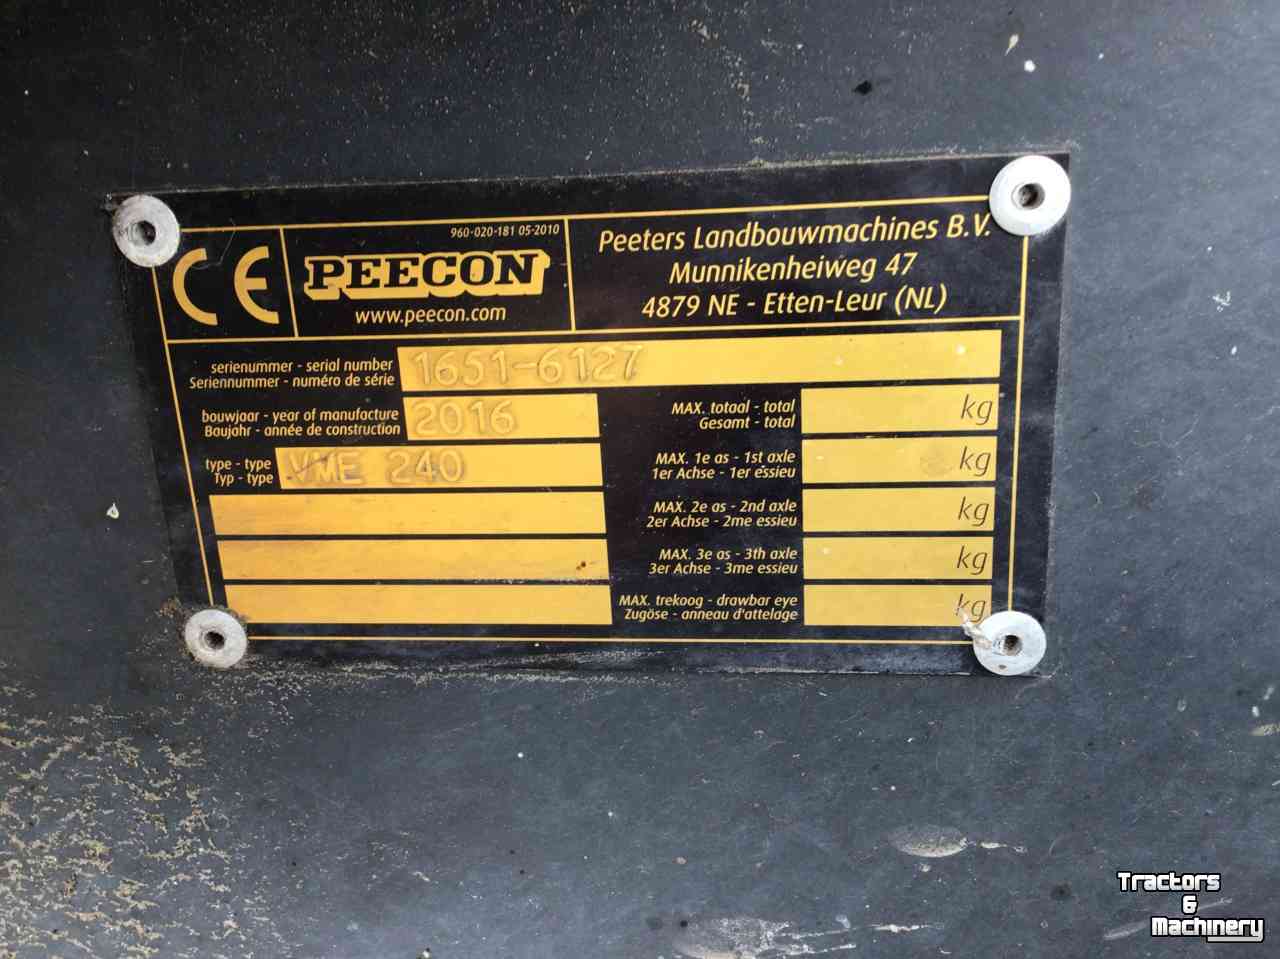 CE
960-020-181 05-2010
PEECON
www.peecon.com
Peeters Landbouwmachines B.V.
Munnikenheiweg 47
4879 NE - Etten-Leur (NL)
serienummer - serial number
Seriennummer - numéro de série
1651-6127
bouwjaar - year of manufacture
Baujahr - année de construction
2016
type - type
Typ - type
VME 240
MAX. totaal - total
Gesamt - total
kg
MAX. 1e as - 1st axle
1er Achse - 1er essieu
kg
MAX. 2e as - 2nd axle
2er Achse - 2me essieu
kg
MAX. 3e as - 3th axle
3er Achse - 3me essieu
kg
MAX. trekoog - drawbar eye
Zugöse - anneau d'attelage
kg
Tractors
&
Machinery